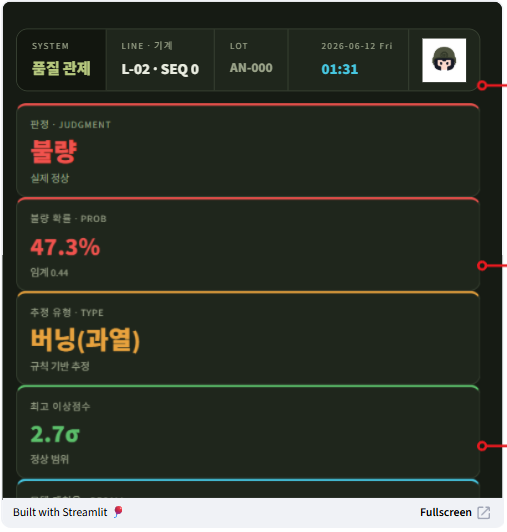 SYSTEM
품질 관제
LINE · 기계
L-02 · SEQ 0
LOT
AN-000
2026-06-12 Fri
01:31
판정 · JUDGMENT
불량
실제 정상
불량 확률 · PROB
47.3%
임계 0.44
추정 유형 · TYPE
버닝(과열)
규칙 기반 추정
최고 이상점수
2.7σ
정상 범위
Built with Streamlit
Fullscreen